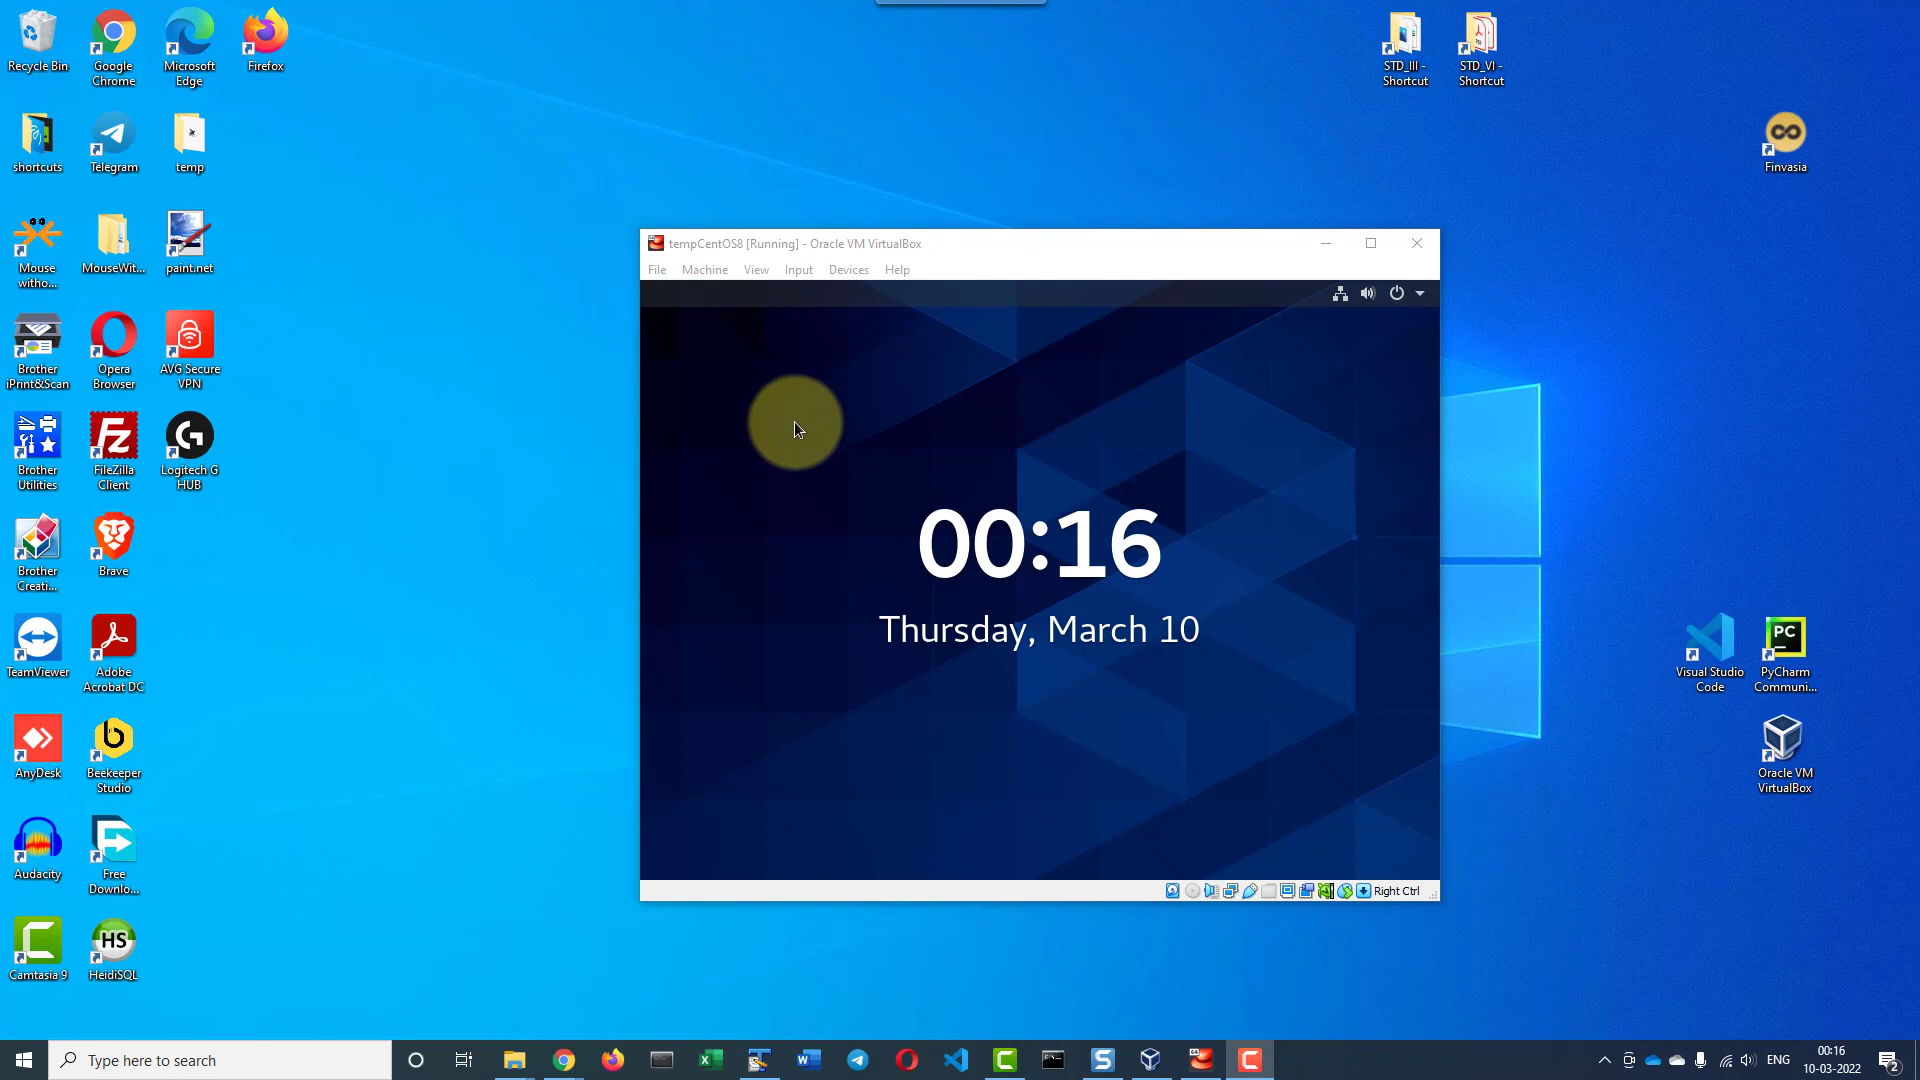 Recycle Bin
Google
Chrome
Microsoft
Edge
Firefox
shortcuts
Telegram
temp
Mouse
witho...
MouseWit...
paint.net
Brother
iPrint&Scan
Opera
Browser
AVG Secure
VPN
Brother
Utilities
Fz
FileZilla
Client
G
Logitech G
HUB
Brother
Creati...
Brave
TeamViewer
Adobe
Acrobat DC
AnyDesk
b
Beekeeper
Studio
Audacity
Free
Downlo...
Camtasia 9
HS
HeidiSQL
STD_III -
Shortcut
STD_VI -
Shortcut
Finvasia
tempCentOS8 [Running] - Oracle VM VirtualBox
File Machine View Input Devices Help
00:16
Thursday, March 10
Right Ctrl
Visual Studio
Code
PC
PyCharm
Communi...
Oracle VM
VirtualBox
Type here to search
ENG
00:16
10-03-2022
2